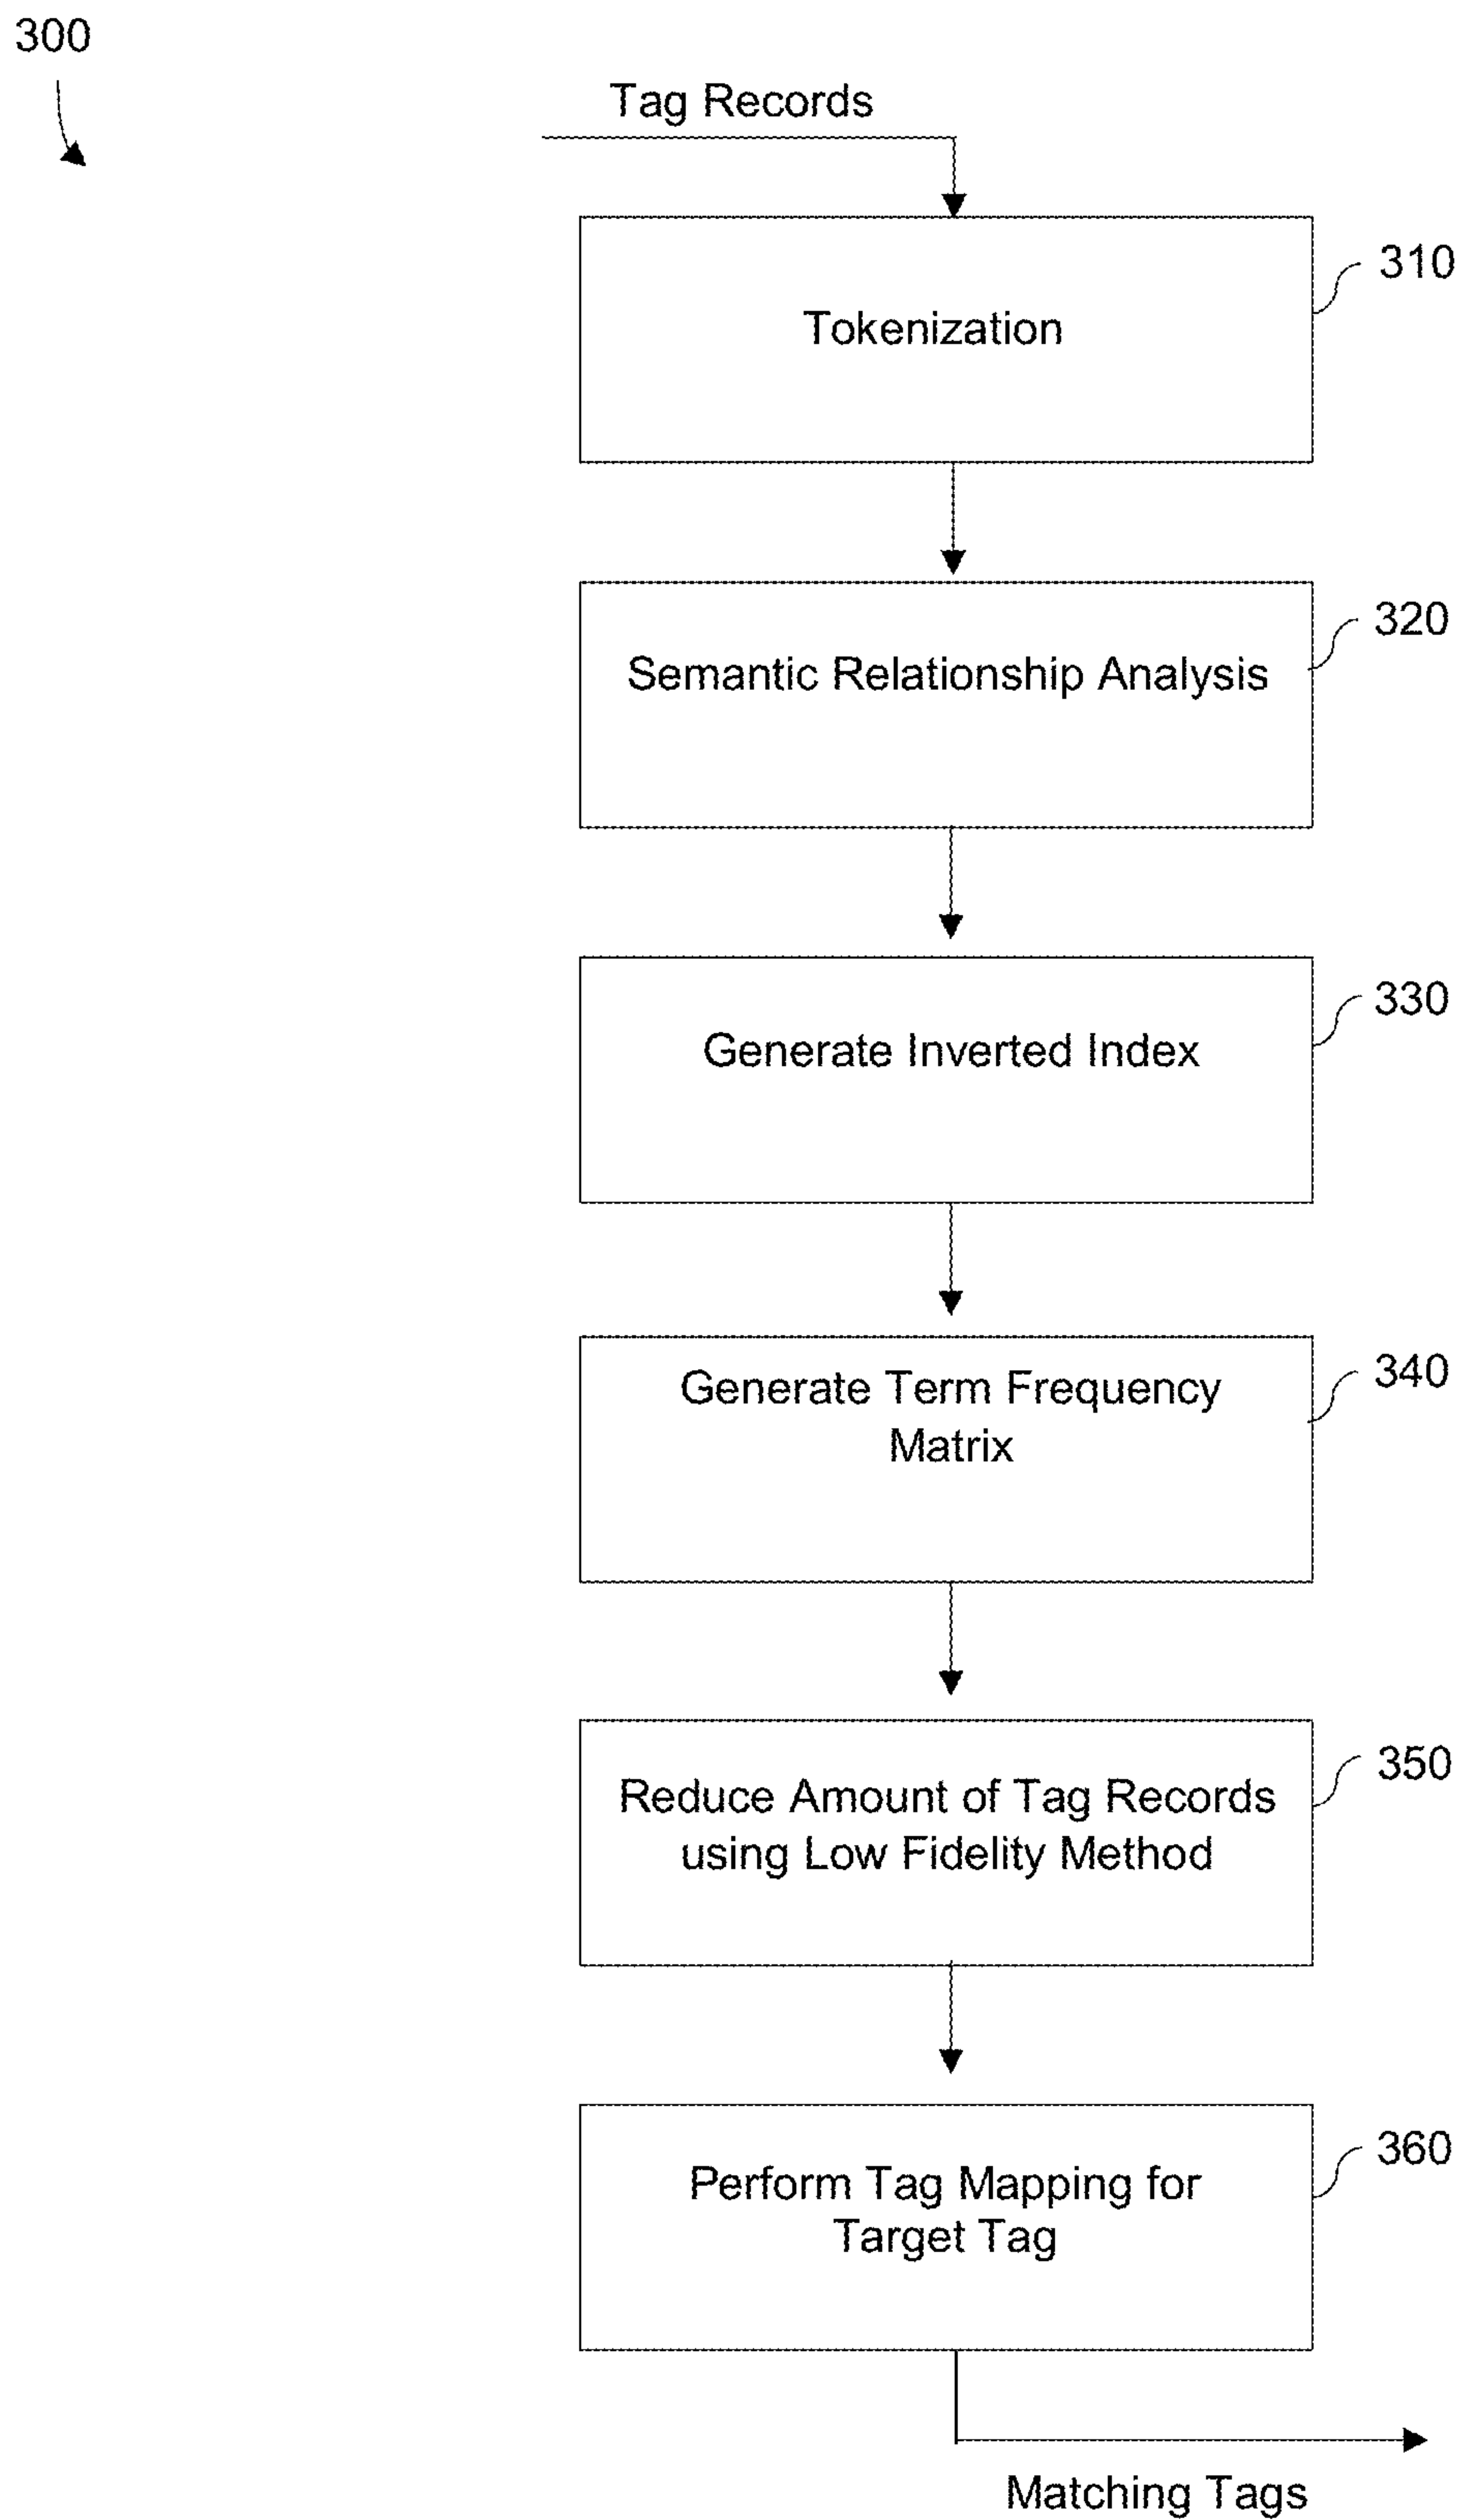 300
Tag Records
310
Tokenization
320
Semantic Relationship Analysis
330
Generate Inverted Index
340
Generate Term Frequency
Matrix
350
Reduce Amount of Tag Records
using Low Fidelity Method
360
Perform Tag Mapping for
Target Tag
Matching Tags